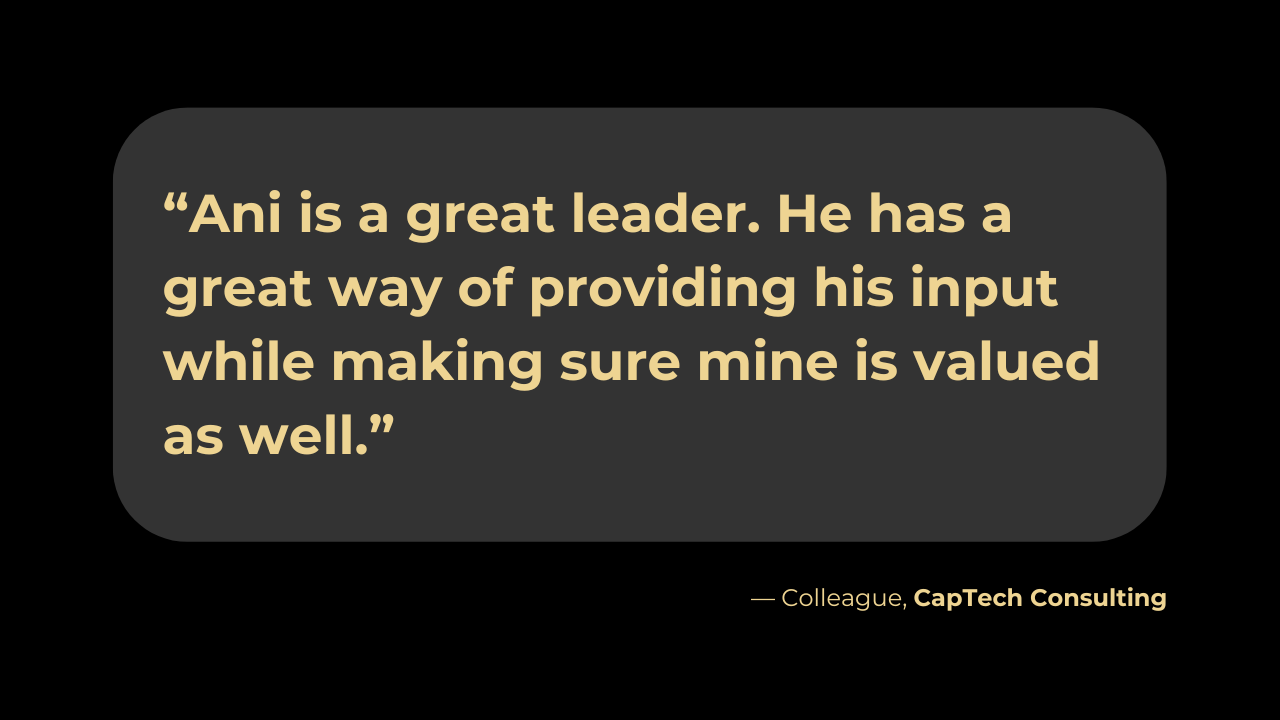 “Ani is a great leader. He has a
great way of providing his input
while making sure mine is valued
as well.”
— Colleague, CapTech Consulting